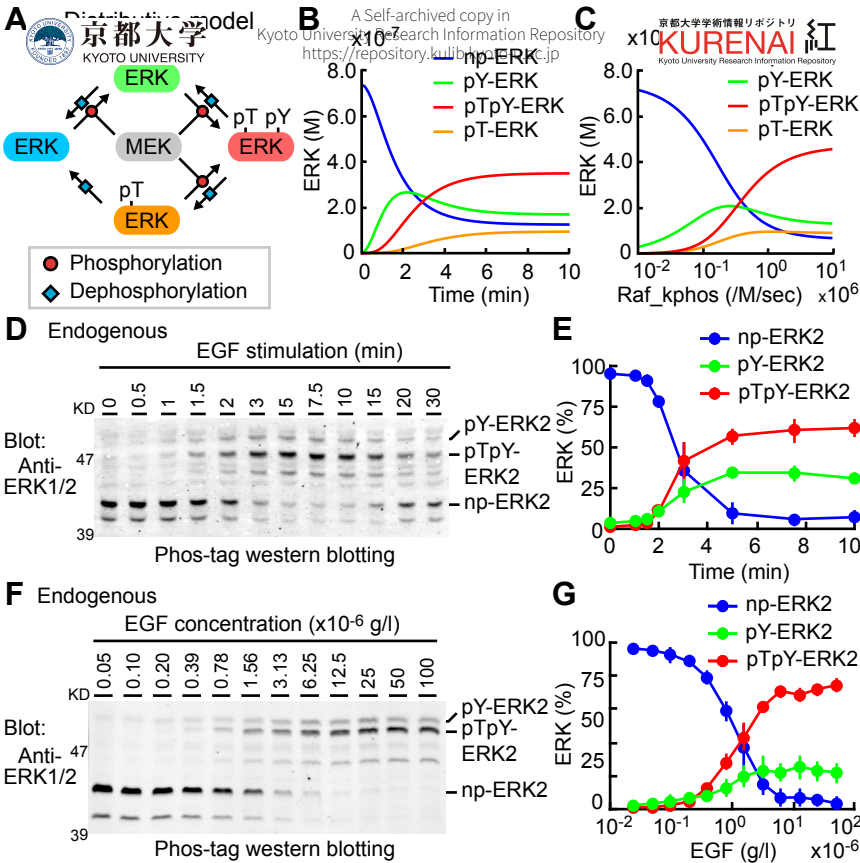 A Distributive model
京都大学
KYOTO UNIVERSITY
ERK
pT pY
ERK
MEK
ERK
pT
ERK
Phosphorylation
Dephosphorylation
A Self-archived copy in
Kyoto University Research Information Repository
https://repository.kulib.kyoto-u.ac.jp
B
x10-7
np-ERK
pY-ERK
pTpY-ERK
pT-ERK
8.0
6.0
4.0
2.0
0
ERK (M)
0 2 4 6 8 10
Time (min)
京都大学学術情報リポジトリ
KURENAI 紅
Kyoto University Research Information Repository
C
x10
pY-ERK
pTpY-ERK
pT-ERK
8.0
6.0
4.0
2.0
0
ERK (M)
10-2 10-1 100 101
Raf_kphos (/M/sec) x106
D Endogenous
EGF stimulation (min)
0 0.5 1 1.5 2 3 5 7.5 10 15 20 30
KD
47
39
Blot:
Anti-
ERK1/2
pY-ERK2
pTpY-
ERK2
np-ERK2
Phos-tag western blotting
E
np-ERK2
pY-ERK2
pTpY-ERK2
100
75
50
25
0
ERK (%)
0 2 4 6 8 10
Time (min)
F Endogenous
EGF concentration (x10-6 g/l)
0.05 0.10 0.20 0.39 0.78 1.56 3.13 6.25 12.5 25 50 100
KD
47
39
Blot:
Anti-
ERK1/2
pY-ERK2
pTpY-
ERK2
np-ERK2
Phos-tag western blotting
G
np-ERK2
pY-ERK2
pTpY-ERK2
100
75
50
25
0
ERK (%)
10-2 10-1 100 101 102
EGF (g/l) x10-6